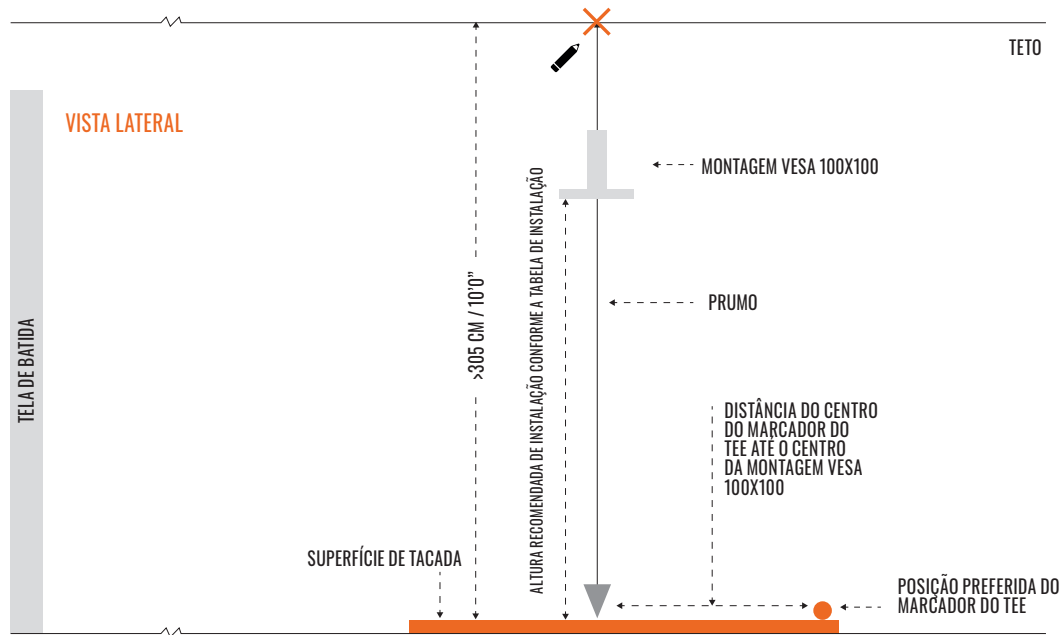 TETO
VISTA LATERAL
MONTAGEM VESA 100X100
ALTURA RECOMENDADA DE INSTALAÇÃO CONFORME A TABELA DE INSTALAÇÃO
>305 CM / 10'0”
PRUMO
TELA DE BATIDA
DISTÂNCIA DO CENTRO
DO MARCADOR DO
TEE ATÉ O CENTRO
DA MONTAGEM VESA
100X100
SUPERFÍCIE DE TACADA
POSIÇÃO PREFERIDA DO
MARCADOR DO TEE